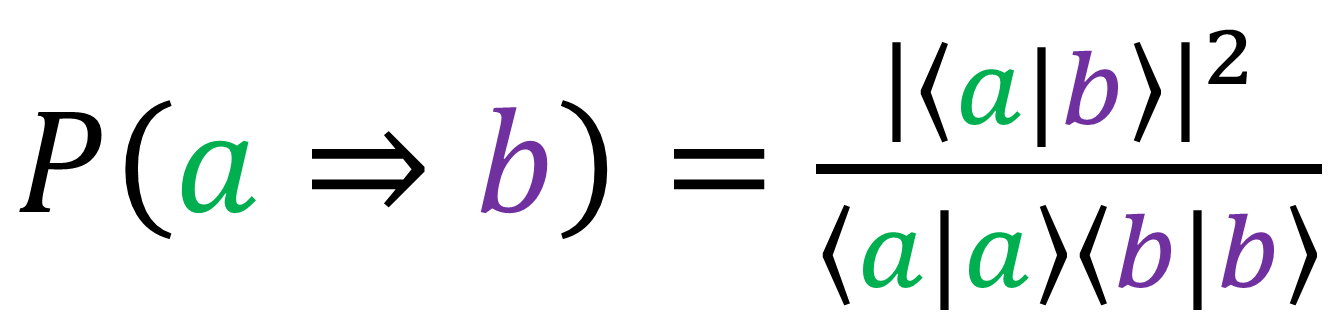 P(a ⇒ b) = |⟨a|b⟩|² / ⟨a|a⟩⟨b|b⟩